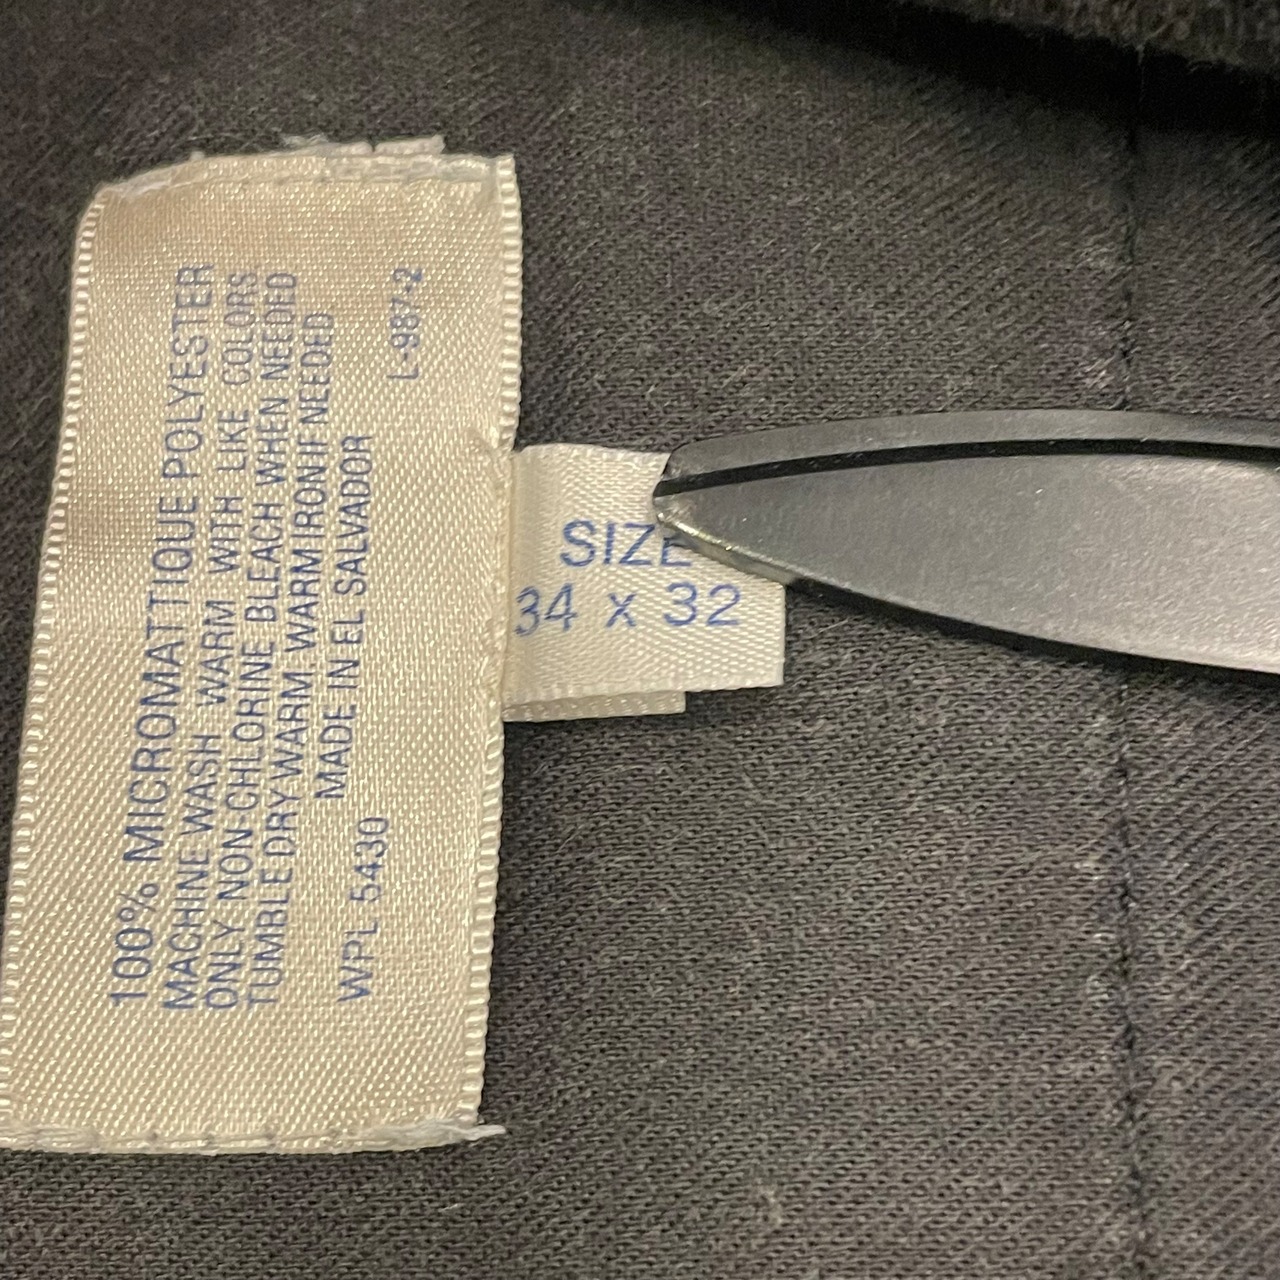 100% MICROMATTIQUE POLYESTER
MACHINE WASH WARM WITH LIKE COLORS
ONLY NON-CHLORINE BLEACH WHEN NEEDED
TUMBLE DRY WARM. WARM IRON IF NEEDED.
MADE IN EL SALVADOR
WPL 5430 L-987-2
SIZE
34 x 32